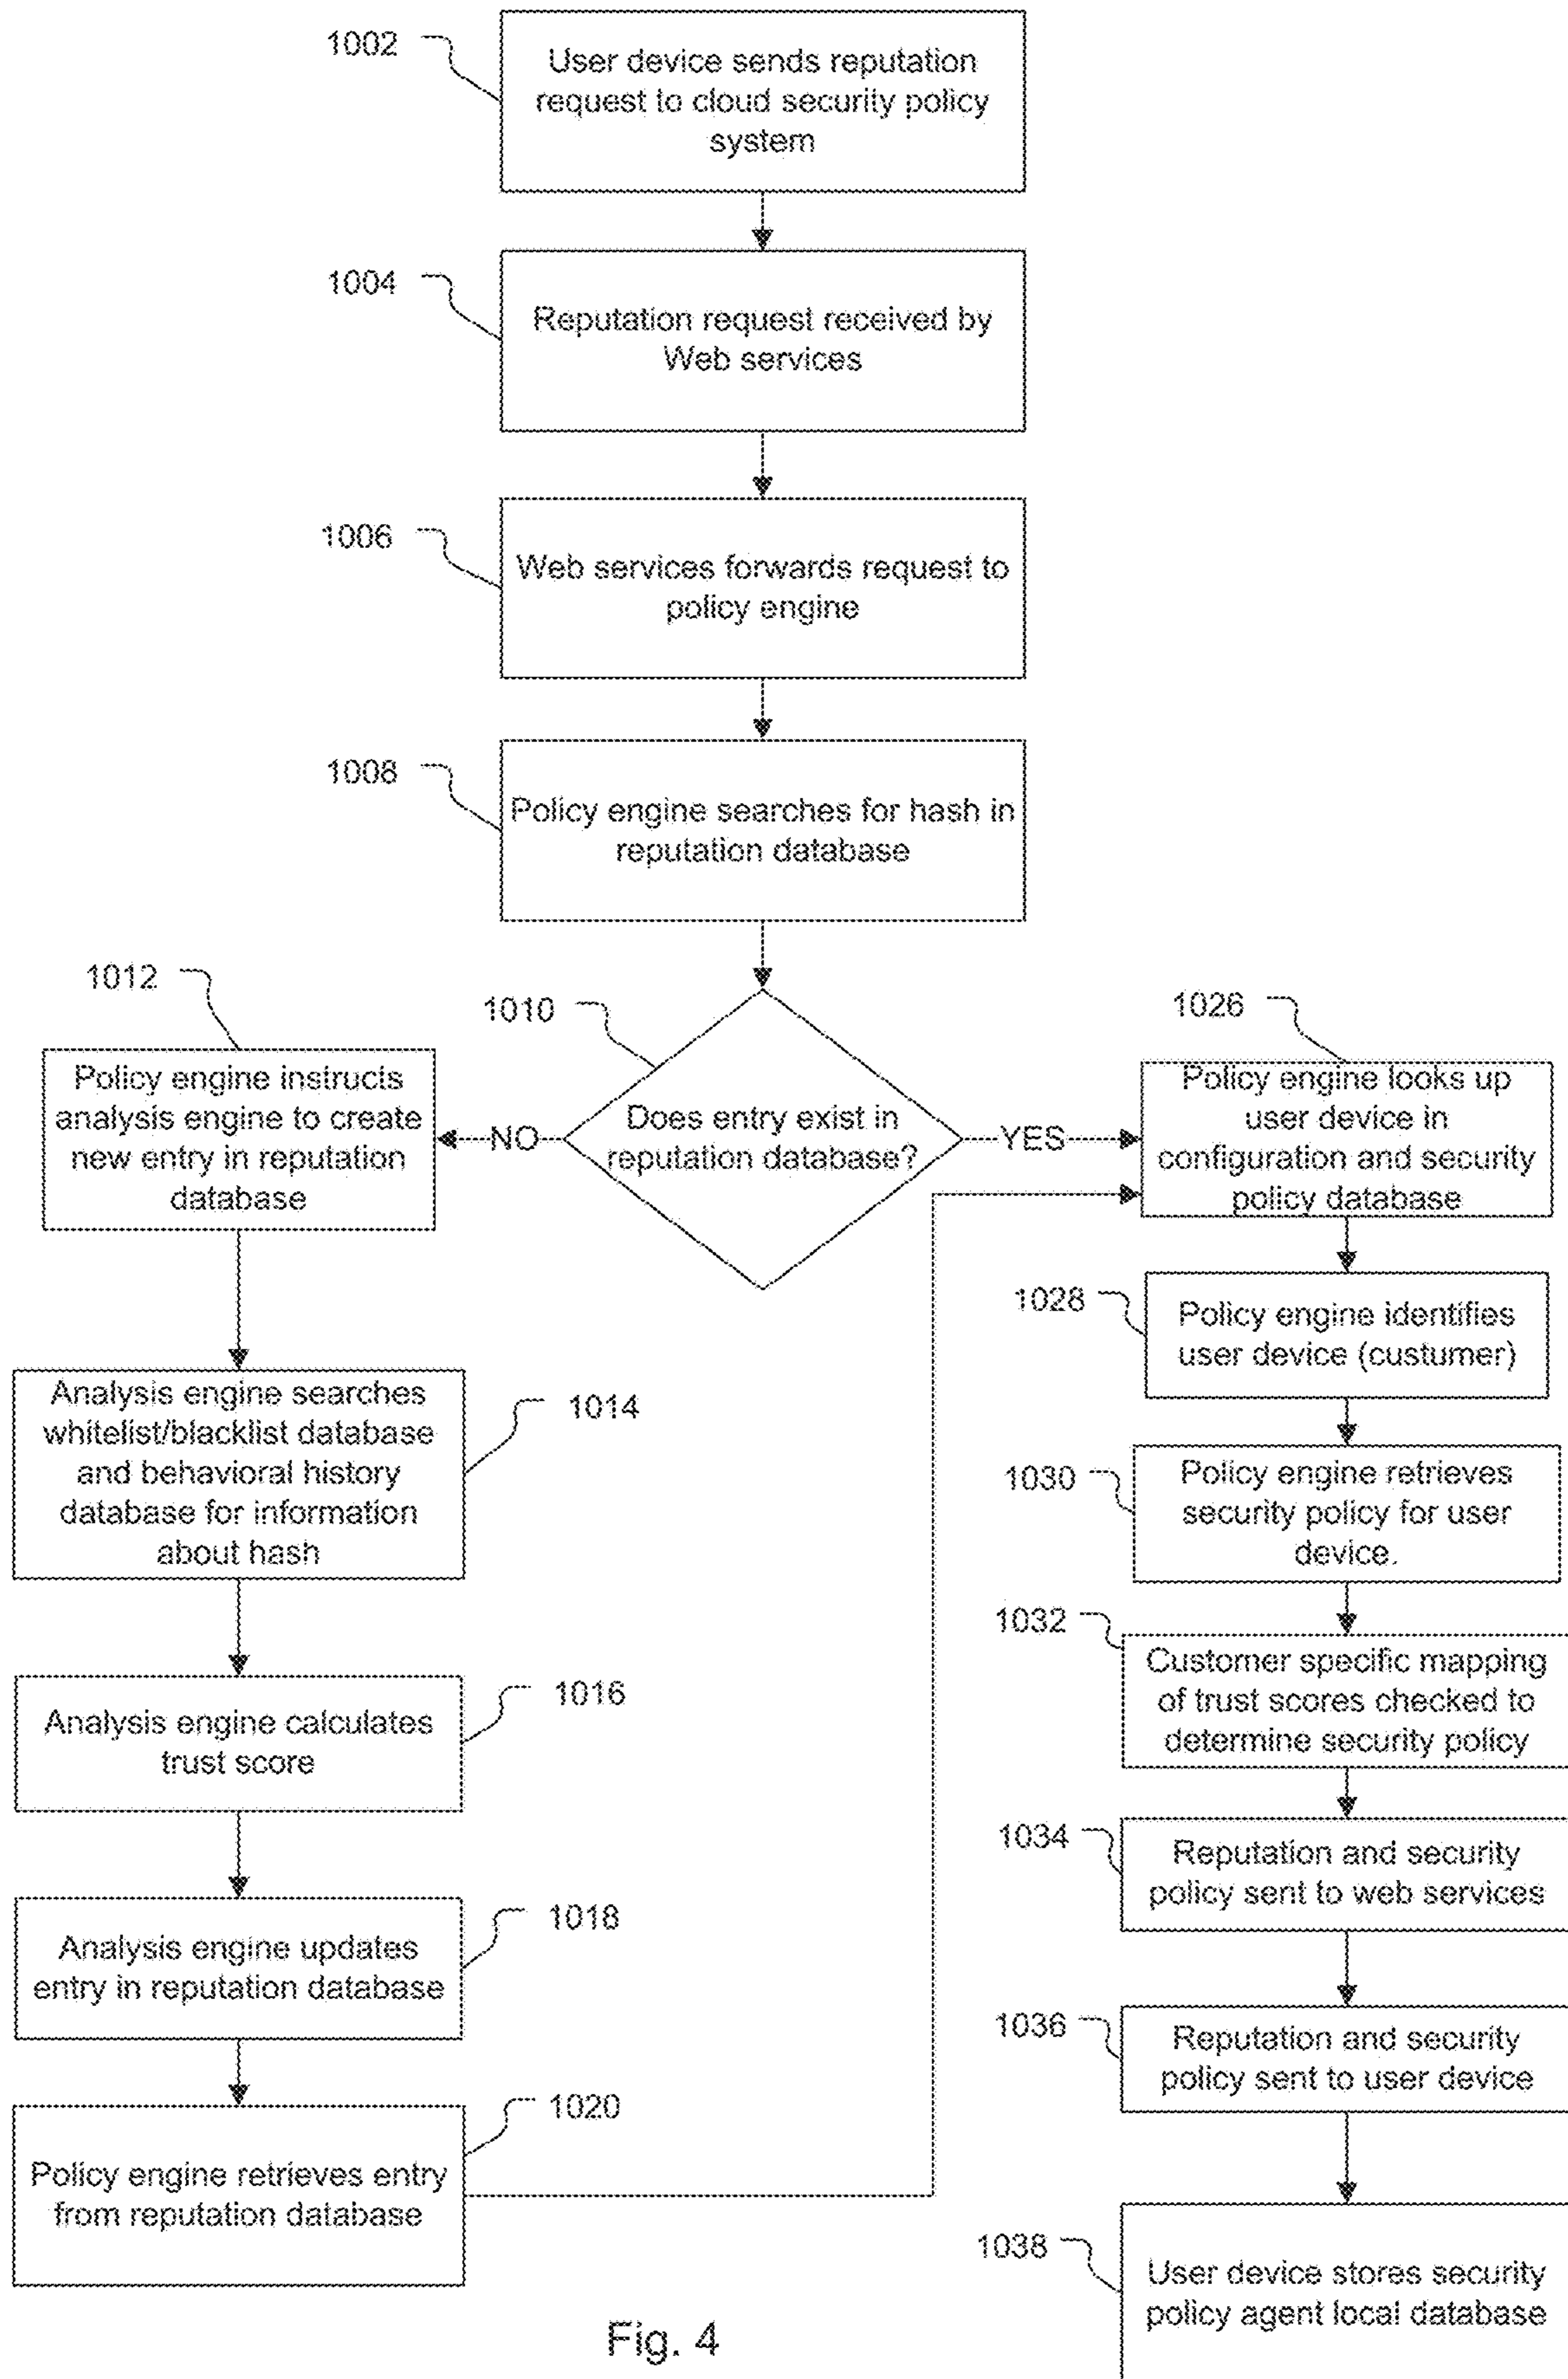 1002
User device sends reputation
request to cloud security policy
system
1004
Reputation request received by
Web services
1006
Web services forwards request to
policy engine
1008
Policy engine searches for hash in
reputation database
1010
Does entry exist in
reputation database?
NO
YES
1012
Policy engine instructs
analysis engine to create
new entry in reputation
database
1014
Analysis engine searches
whitelist/blacklist database
and behavioral history
database for information
about hash
1016
Analysis engine calculates
trust score
1018
Analysis engine updates
entry in reputation database
1020
Policy engine retrieves entry
from reputation database
1026
Policy engine looks up
user device in
configuration and security
policy database
1028
Policy engine identifies
user device (custumer)
1030
Policy engine retrieves
security policy for user
device.
1032
Customer specific mapping
of trust scores checked to
determine security policy
1034
Reputation and security
policy sent to web services
1036
Reputation and security
policy sent to user device
1038
User device stores security
policy agent local database
Fig. 4